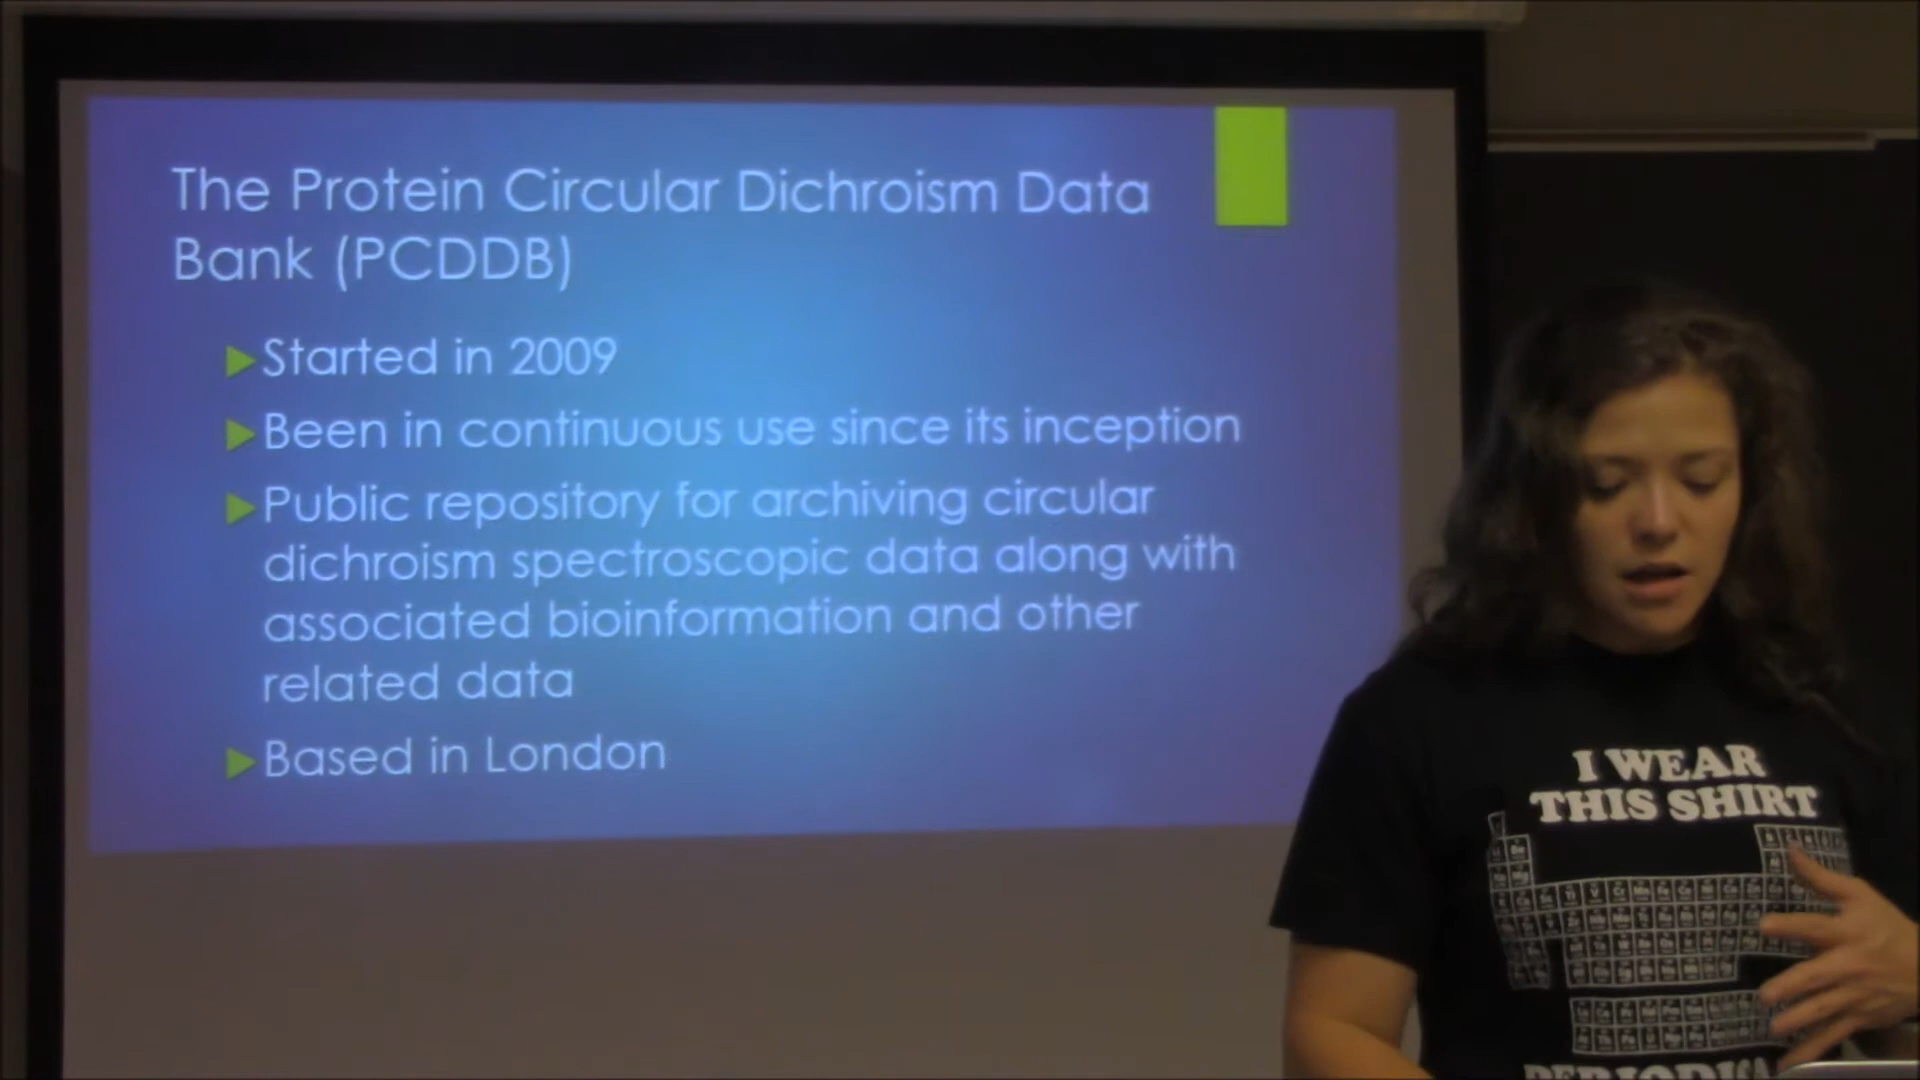 The Protein Circular Dichroism Data
Bank (PCDDB)
Started in 2009
Been in continuous use since its inception
Public repository for archiving circular
dichroism spectroscopic data along with
associated bioinformation and other
related data
Based in London
I WEAR
THIS SHIRT